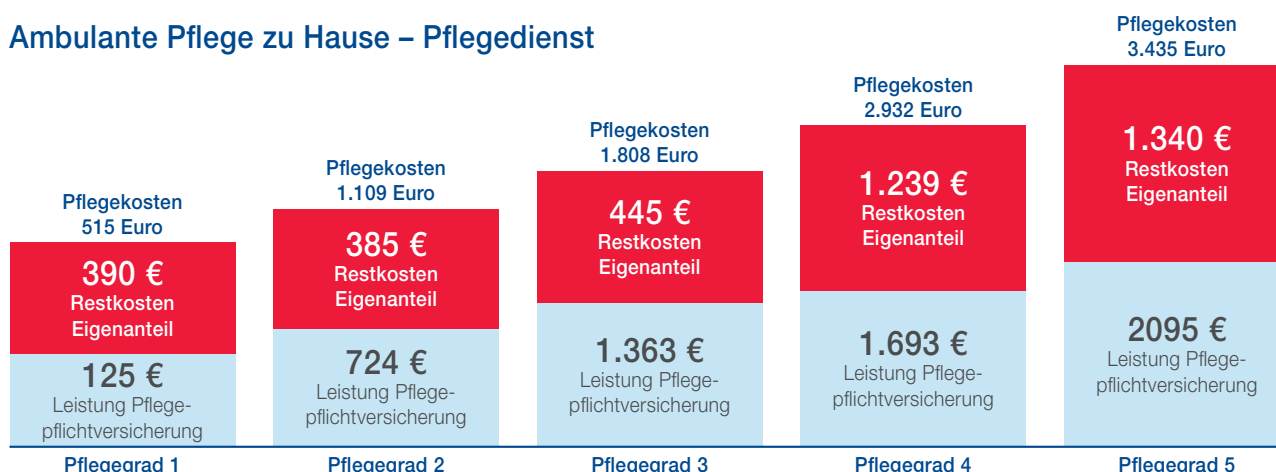 Ambulante Pflege zu Hause – Pflegedienst
Pflegekosten
515 Euro
390 €
Restkosten
Eigenanteil
125 €
Leistung Pflege-
pflichtversicherung
Pflegegrad 1
Pflegekosten
1.109 Euro
385 €
Restkosten
Eigenanteil
724 €
Leistung Pflege-
pflichtversicherung
Pflegegrad 2
Pflegekosten
1.808 Euro
445 €
Restkosten
Eigenanteil
1.363 €
Leistung Pflege-
pflichtversicherung
Pflegegrad 3
Pflegekosten
2.932 Euro
1.239 €
Restkosten
Eigenanteil
1.693 €
Leistung Pflege-
pflichtversicherung
Pflegegrad 4
Pflegekosten
3.435 Euro
1.340 €
Restkosten
Eigenanteil
2095 €
Leistung Pflege-
pflichtversicherung
Pflegegrad 5